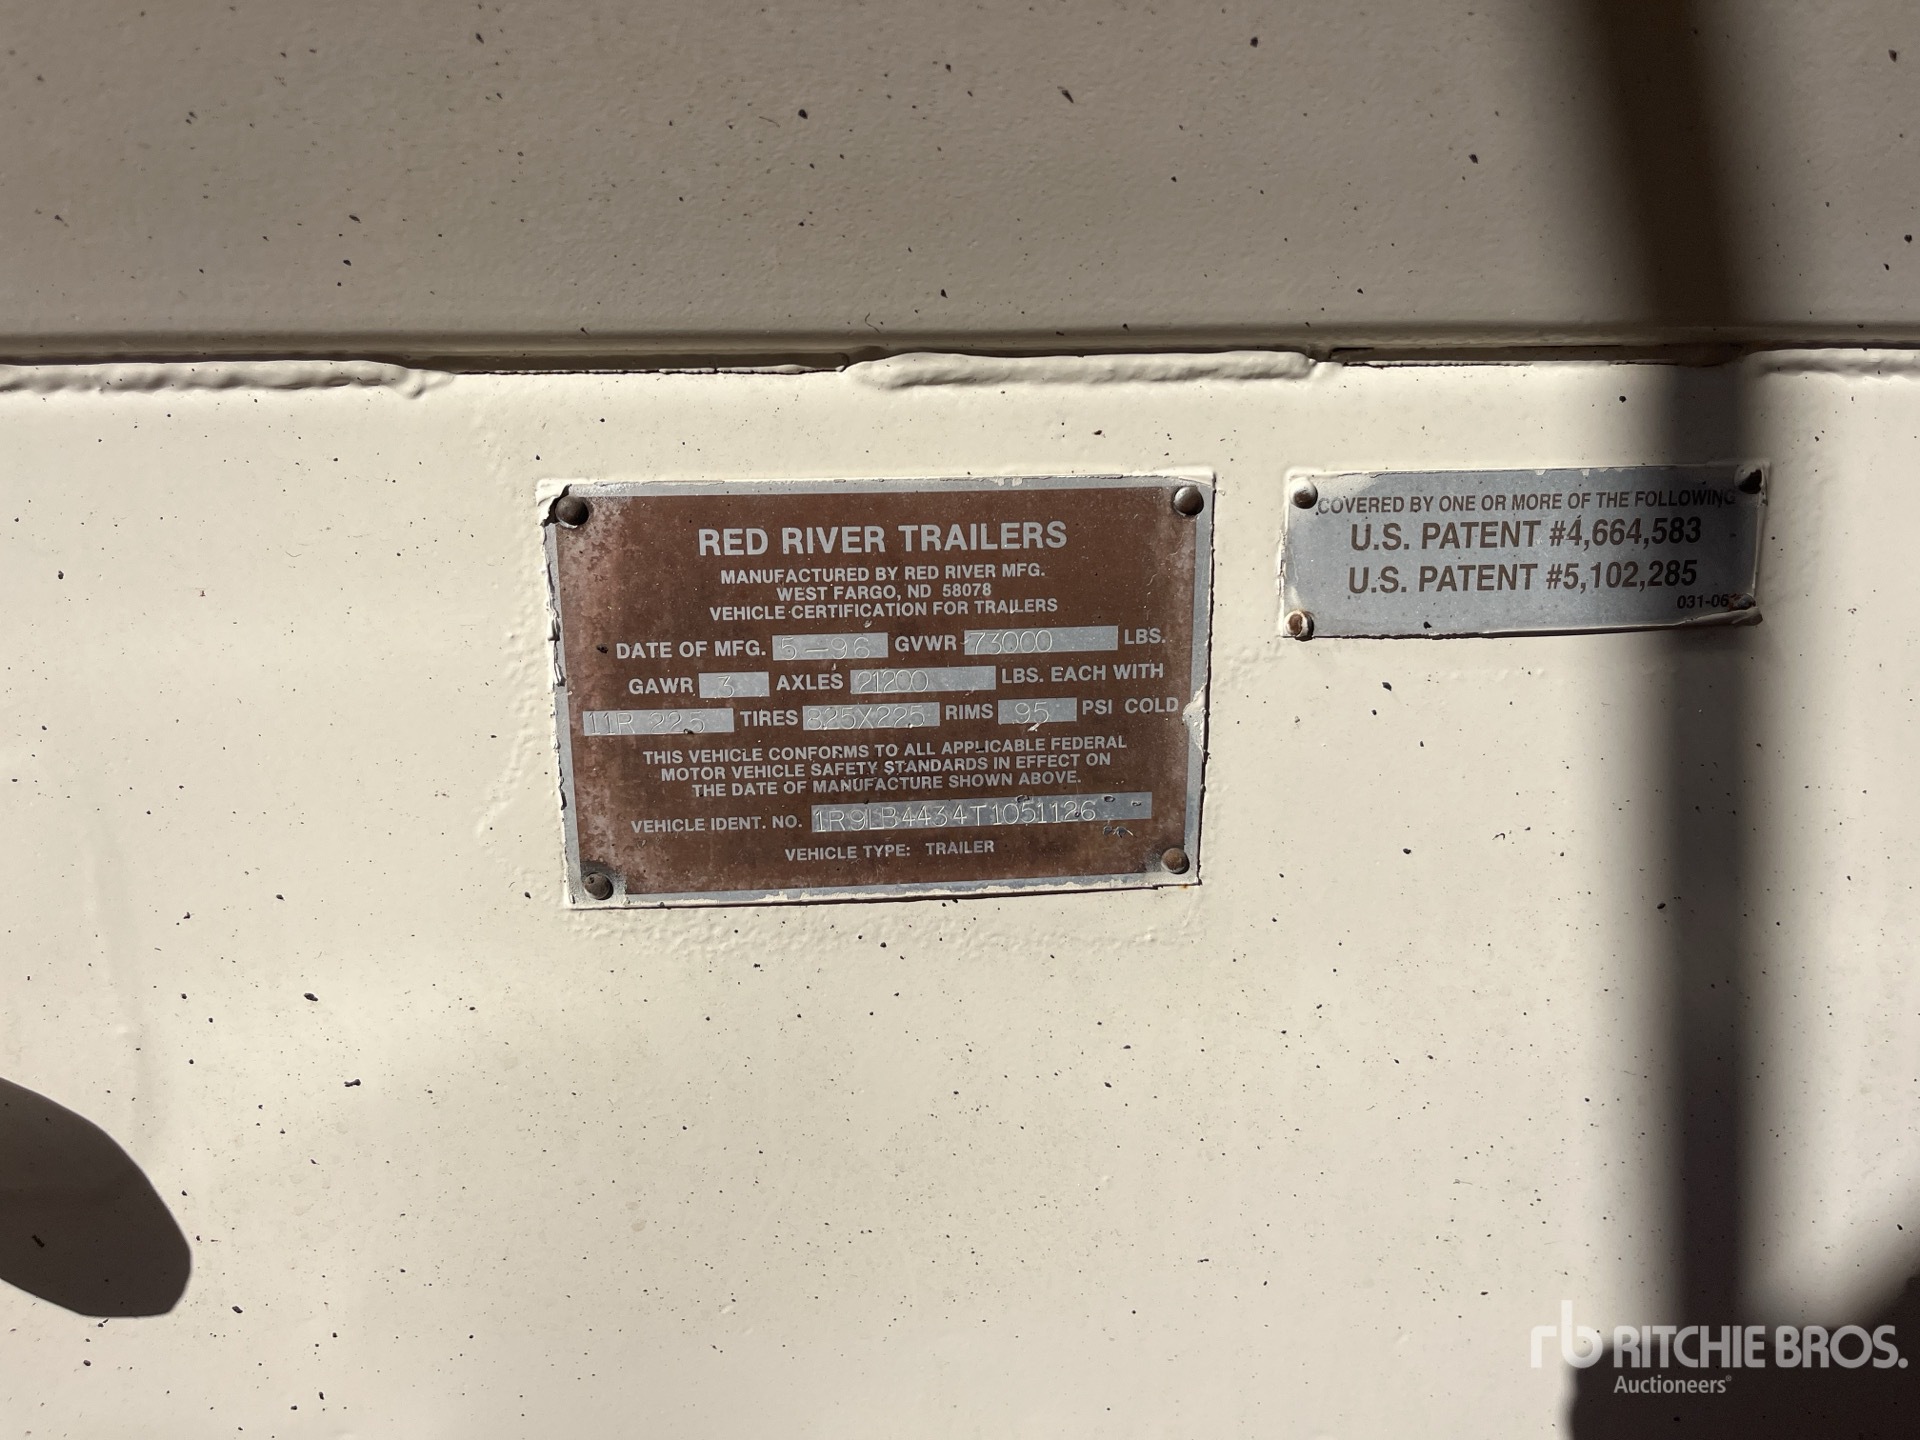 RED RIVER TRAILERS
MANUFACTURED BY RED RIVER MFG.
WEST FARGO, ND 58078
VEHICLE CERTIFICATION FOR TRAILERS
DATE OF MFG. 5-96 GVWR 73000 LBS.
GAWR 3 AXLES 21200 LBS. EACH WITH
11R 22.5 TIRES 825X225 RIMS 95 PSI COLD
THIS VEHICLE CONFORMS TO ALL APPLICABLE FEDERAL
MOTOR VEHICLE SAFETY STANDARDS IN EFFECT ON
THE DATE OF MANUFACTURE SHOWN ABOVE.
VEHICLE IDENT. NO. 1R9LB4434T1051126
VEHICLE TYPE: TRAILER
COVERED BY ONE OR MORE OF THE FOLLOWING
U.S. PATENT #4,664,583
U.S. PATENT #5,102,285
rb RITCHIE BROS.
Auctioneers®